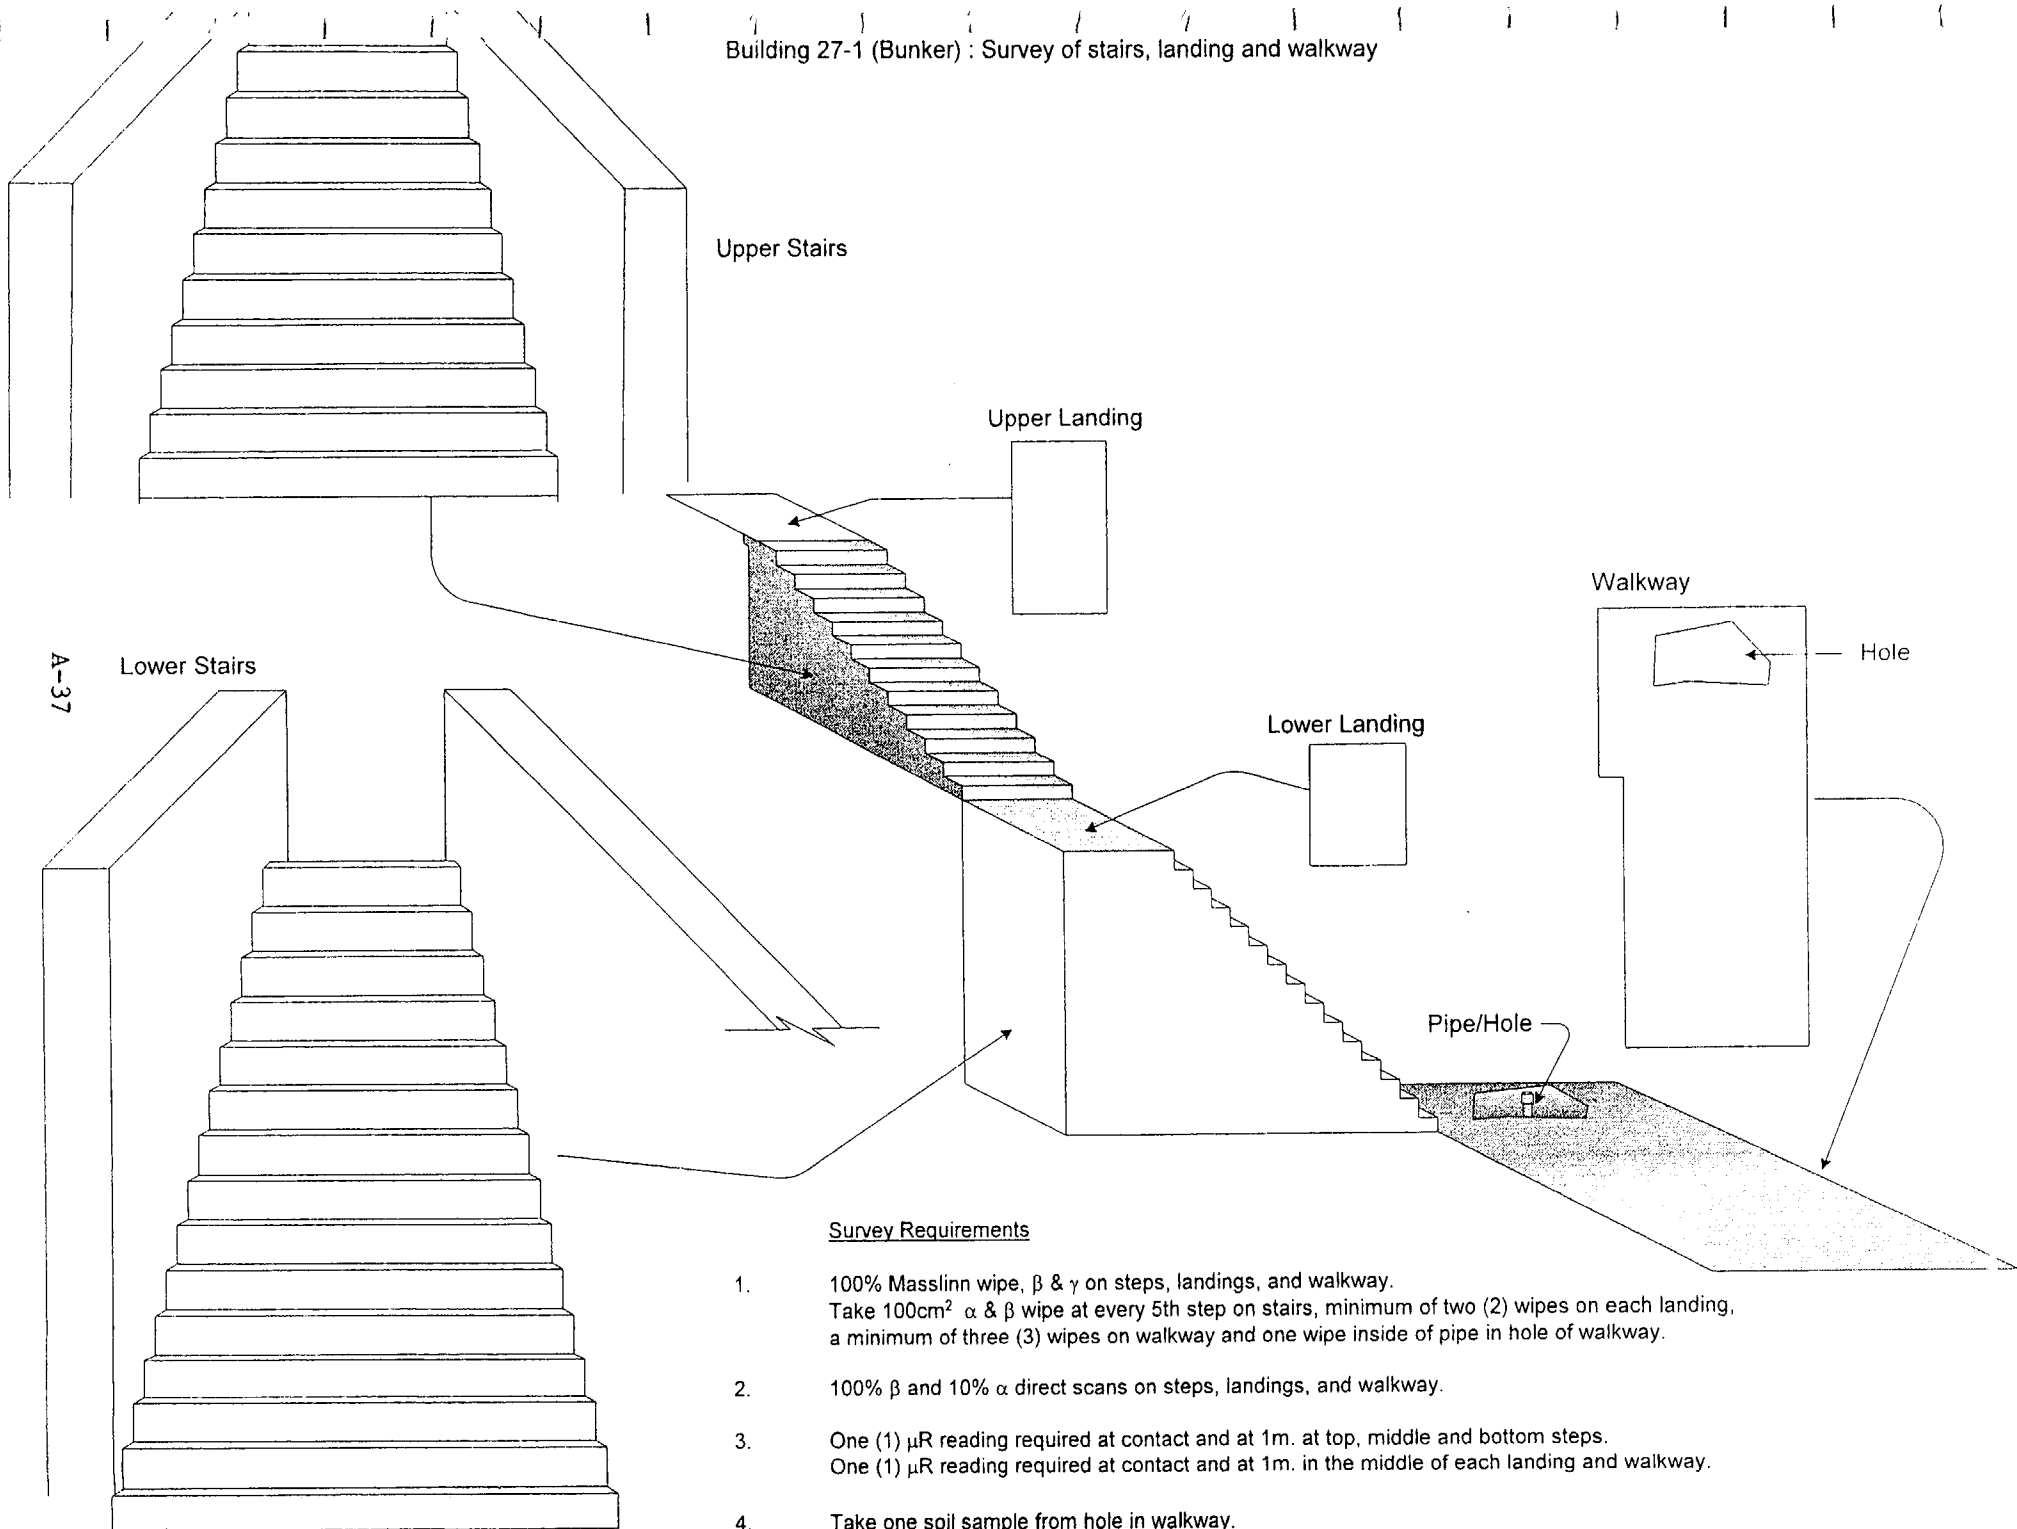 Building 27-1 (Bunker) : Survey of stairs, landing and walkway
Upper Stairs
Upper Landing
Walkway
Hole
A-37
Lower Stairs
Lower Landing
Pipe/Hole
Survey Requirements
1. 100% Masslinn wipe, β & γ on steps, landings, and walkway.
Take 100cm² α & β wipe at every 5th step on stairs, minimum of two (2) wipes on each landing,
a minimum of three (3) wipes on walkway and one wipe inside of pipe in hole of walkway.
2. 100% β and 10% α direct scans on steps, landings, and walkway.
3. One (1) μR reading required at contact and at 1m. at top, middle and bottom steps.
One (1) μR reading required at contact and at 1m. in the middle of each landing and walkway.
4. Take one soil sample from hole in walkway.